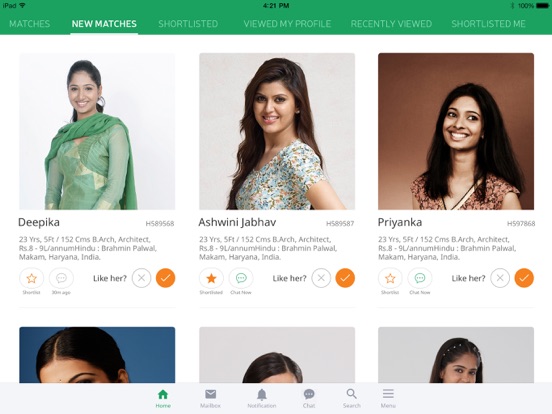 iPad 4:21 PM 100%
MATCHES NEW MATCHES SHORTLISTED VIEWED MY PROFILE RECENTLY VIEWED SHORTLISTED ME
Deepika H589568
23 Yrs, 5Ft / 152 Cms B.Arch, Architect,
Rs.8 - 9L/annumHindu : Brahmin Palwal,
Makam, Haryana, India.
Like her?
Shortlist 30m ago
Ashwini Jabhav H589587
23 Yrs, 5Ft / 152 Cms B.Arch, Architect,
Rs.8 - 9L/annumHindu : Brahmin Palwal,
Makam, Haryana, India.
Like her?
Shortlisted Chat Now
Priyanka H597868
23 Yrs, 5Ft / 152 Cms B.Arch, Architect,
Rs.8 - 9L/annumHindu : Brahmin Palwal,
Makam, Haryana, India.
Like her?
Shortlist Chat Now
Home Mailbox Notification Chat Search Menu